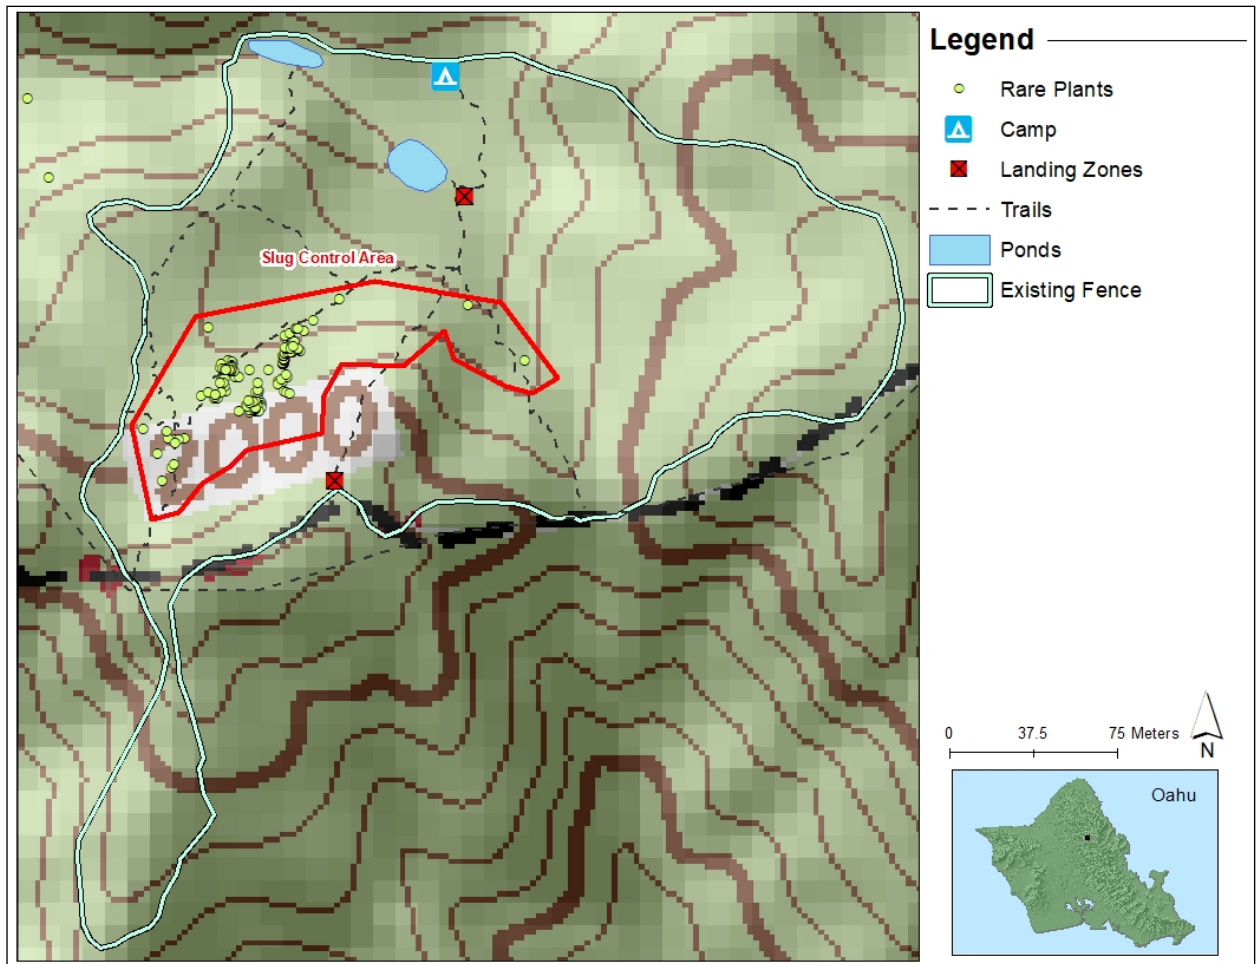 Legend
Rare Plants
Camp
Landing Zones
Trails
Slug Control Area
Ponds
Existing Fence
2000
0 37.5 75 Meters
N
Oahu